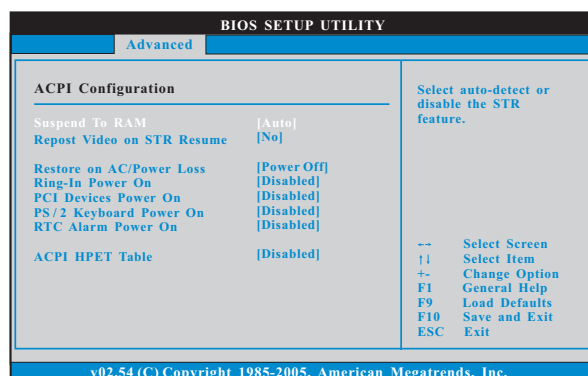 BIOS SETUP UTILITY
Advanced
ACPI Configuration
Suspend To RAM [Auto]
Repost Video on STR Resume [No]
Restore on AC/Power Loss [Power Off]
Ring-In Power On [Disabled]
PCI Devices Power On [Disabled]
PS/2 Keyboard Power On [Disabled]
RTC Alarm Power On [Disabled]
ACPI HPET Table [Disabled]
Select auto-detect or
disable the STR
feature.
←→ Select Screen
↑↓ Select Item
+- Change Option
F1 General Help
F9 Load Defaults
F10 Save and Exit
ESC Exit
v02.54 (C) Copyright 1985-2005, American Megatrends, Inc.